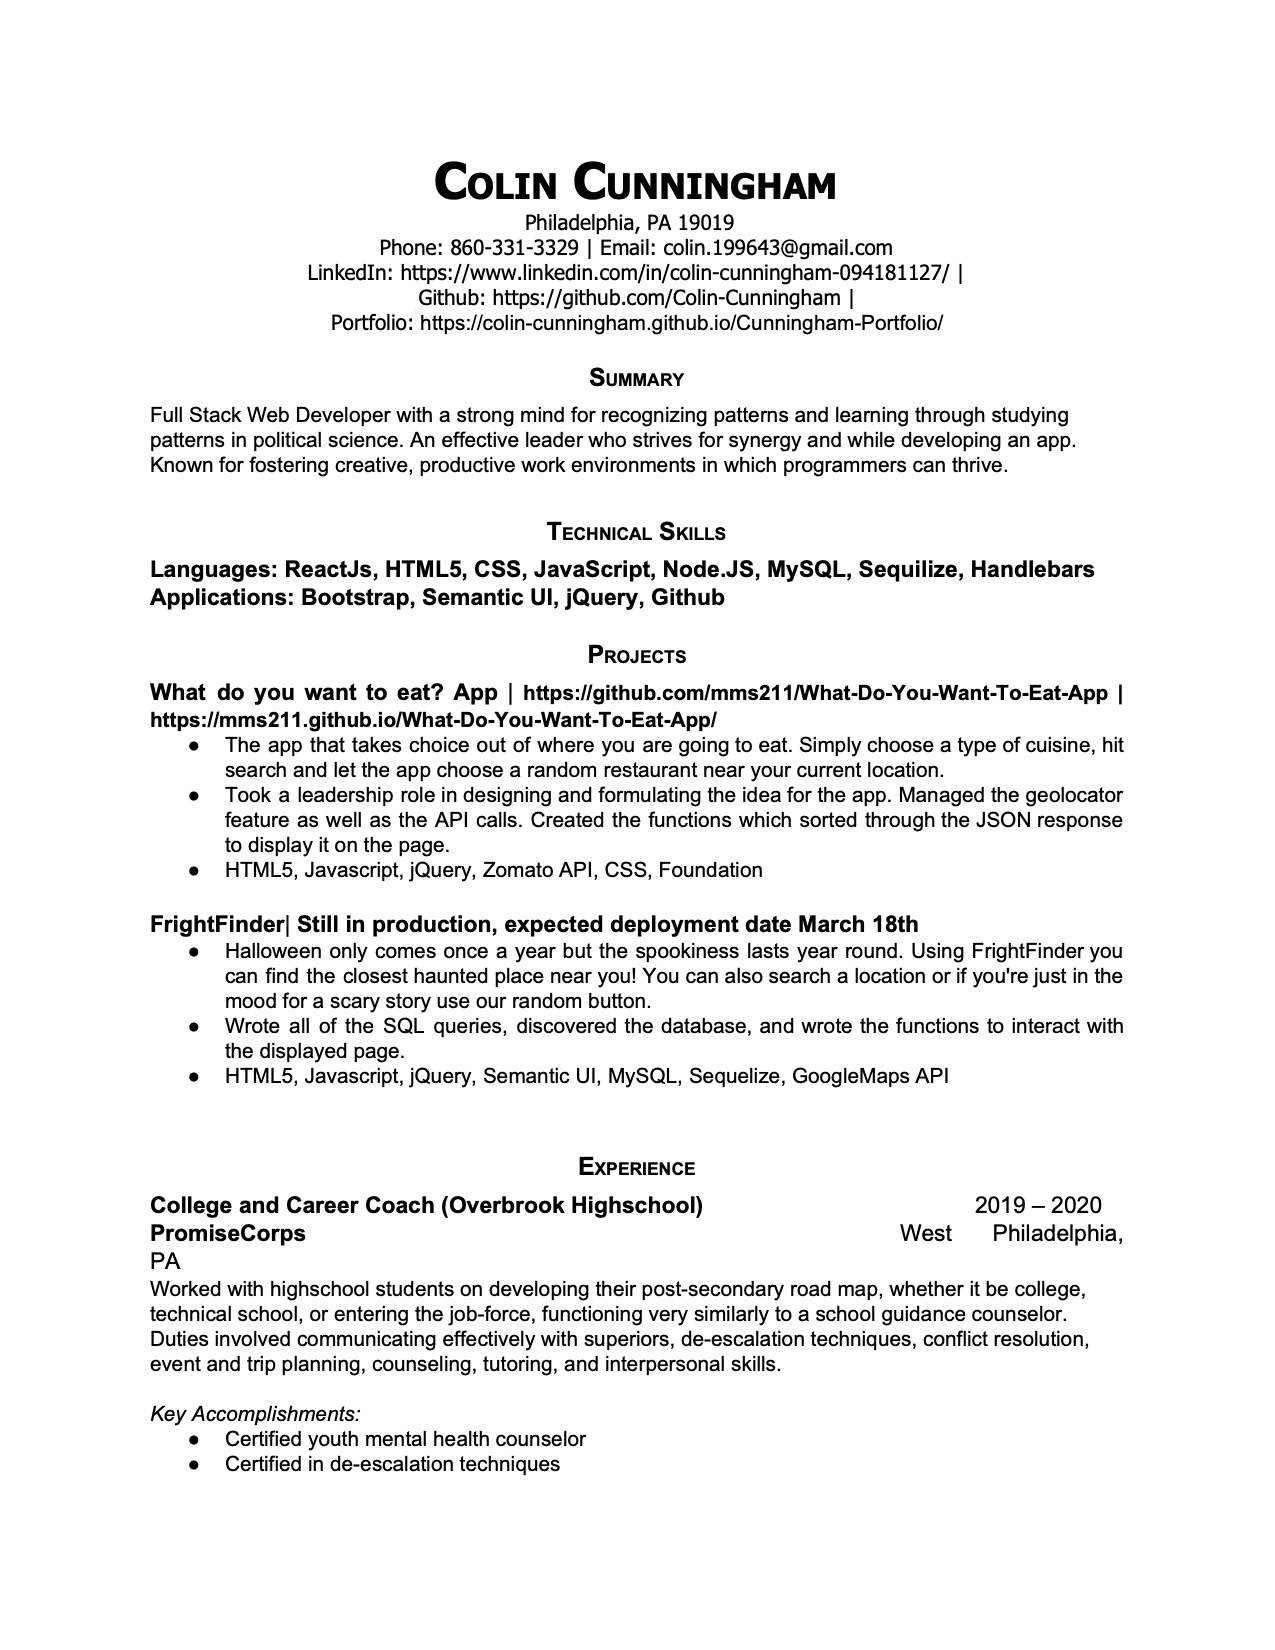 COLIN CUNNINGHAM
Philadelphia, PA 19019
Phone: 860-331-3329 | Email: colin.199643@gmail.com
LinkedIn: https://www.linkedin.com/in/colin-cunningham-094181127/ |
Github: https://github.com/Colin-Cunningham |
Portfolio: https://colin-cunningham.github.io/Cunningham-Portfolio/
SUMMARY
Full Stack Web Developer with a strong mind for recognizing patterns and learning through studying
patterns in political science. An effective leader who strives for synergy and while developing an app.
Known for fostering creative, productive work environments in which programmers can thrive.
TECHNICAL SKILLS
Languages: ReactJs, HTML5, CSS, JavaScript, Node.JS, MySQL, Sequilize, Handlebars
Applications: Bootstrap, Semantic UI, jQuery, Github
PROJECTS
What do you want to eat? App | https://github.com/mms211/What-Do-You-Want-To-Eat-App |
https://mms211.github.io/What-Do-You-Want-To-Eat-App/
● The app that takes choice out of where you are going to eat. Simply choose a type of cuisine, hit
search and let the app choose a random restaurant near your current location.
● Took a leadership role in designing and formulating the idea for the app. Managed the geolocator
feature as well as the API calls. Created the functions which sorted through the JSON response
to display it on the page.
● HTML5, Javascript, jQuery, Zomato API, CSS, Foundation
FrightFinder| Still in production, expected deployment date March 18th
● Halloween only comes once a year but the spookiness lasts year round. Using FrightFinder you
can find the closest haunted place near you! You can also search a location or if you're just in the
mood for a scary story use our random button.
● Wrote all of the SQL queries, discovered the database, and wrote the functions to interact with
the displayed page.
● HTML5, Javascript, jQuery, Semantic UI, MySQL, Sequelize, GoogleMaps API
EXPERIENCE
College and Career Coach (Overbrook Highschool) 2019 – 2020
PromiseCorps West Philadelphia,
PA
Worked with highschool students on developing their post-secondary road map, whether it be college,
technical school, or entering the job-force, functioning very similarly to a school guidance counselor.
Duties involved communicating effectively with superiors, de-escalation techniques, conflict resolution,
event and trip planning, counseling, tutoring, and interpersonal skills.
Key Accomplishments:
● Certified youth mental health counselor
● Certified in de-escalation techniques